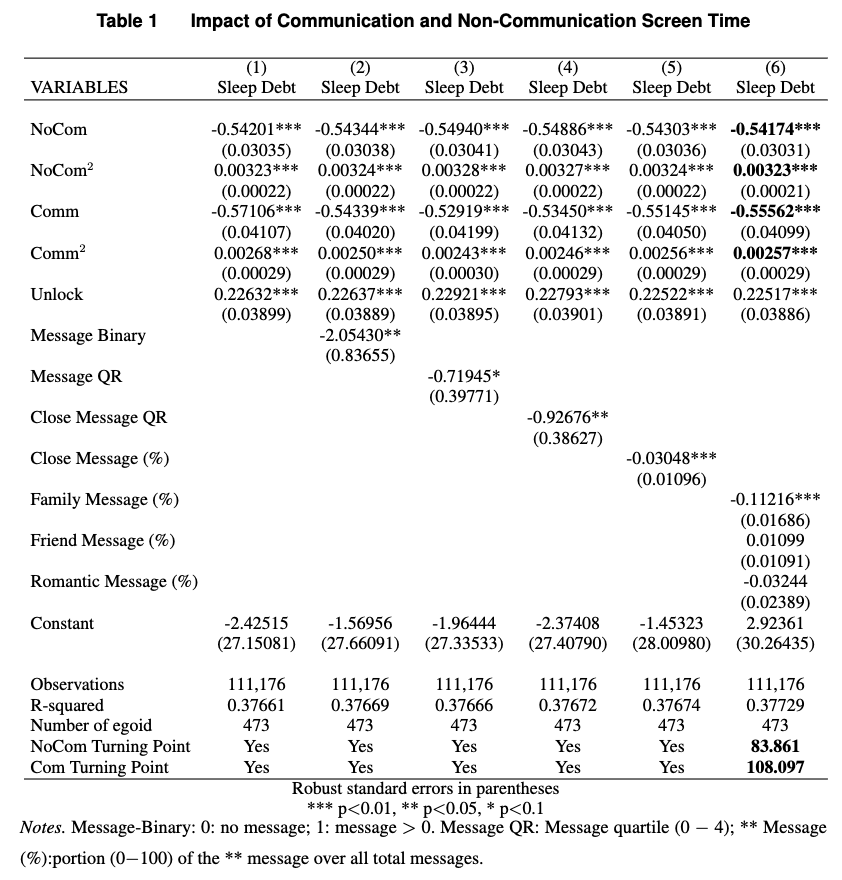 Table 1 Impact of Communication and Non-Communication Screen Time
(1) (2) (3) (4) (5) (6)
VARIABLES Sleep Debt Sleep Debt Sleep Debt Sleep Debt Sleep Debt Sleep Debt
NoCom -0.54201*** -0.54344*** -0.54940*** -0.54886*** -0.54303*** -0.54174***
(0.03035) (0.03038) (0.03041) (0.03043) (0.03036) (0.03031)
NoCom² 0.00323*** 0.00324*** 0.00328*** 0.00327*** 0.00324*** 0.00323***
(0.00022) (0.00022) (0.00022) (0.00022) (0.00022) (0.00021)
Comm -0.57106*** -0.54339*** -0.52919*** -0.53450*** -0.55145*** -0.55562***
(0.04107) (0.04020) (0.04199) (0.04132) (0.04050) (0.04099)
Comm² 0.00268*** 0.00250*** 0.00243*** 0.00246*** 0.00256*** 0.00257***
(0.00029) (0.00029) (0.00030) (0.00029) (0.00029) (0.00029)
Unlock 0.22632*** 0.22637*** 0.22921*** 0.22793*** 0.22522*** 0.22517***
(0.03899) (0.03889) (0.03895) (0.03901) (0.03891) (0.03886)
Message Binary -2.05430**
(0.83655)
Message QR -0.71945*
(0.39771)
Close Message QR -0.92676**
(0.38627)
Close Message (%) -0.03048***
(0.01096)
Family Message (%) -0.11216***
(0.01686)
Friend Message (%) 0.01099
(0.01091)
Romantic Message (%) -0.03244
(0.02389)
Constant -2.42515 -1.56956 -1.96444 -2.37408 -1.45323 2.92361
(27.15081) (27.66091) (27.33533) (27.40790) (28.00980) (30.26435)
Observations 111,176 111,176 111,176 111,176 111,176 111,176
R-squared 0.37661 0.37669 0.37666 0.37672 0.37674 0.37729
Number of egoid 473 473 473 473 473 473
NoCom Turning Point Yes Yes Yes Yes Yes 83.861
Com Turning Point Yes Yes Yes Yes Yes 108.097
Robust standard errors in parentheses
*** p<0.01, ** p<0.05, * p<0.1
Notes. Message-Binary: 0: no message; 1: message > 0. Message QR: Message quartile (0 − 4); ** Message
(%):portion (0−100) of the ** message over all total messages.